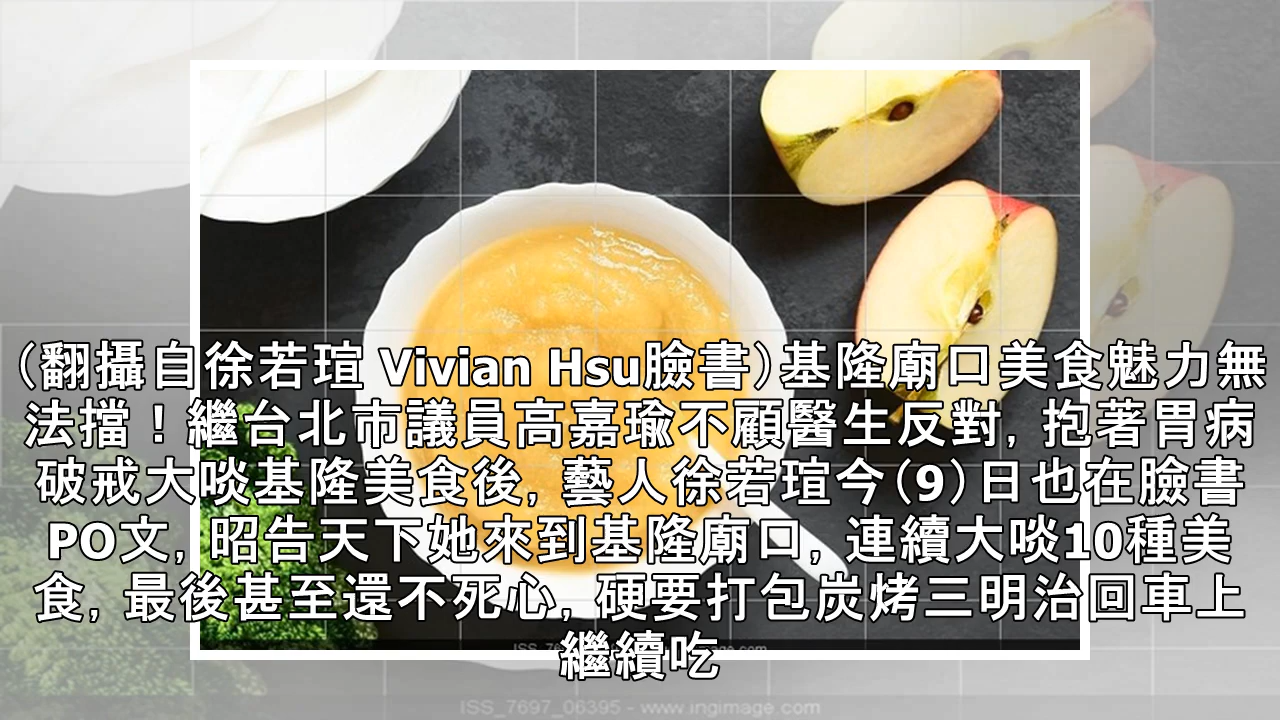 （翻攝自徐若瑄 Vivian Hsu臉書）基隆廟口美食魅力無
法擋！繼台北市議員高嘉瑜不顧醫生反對, 抱著胃病
破戒大啖基隆美食後, 藝人徐若瑄今（9）日也在臉書
PO文, 昭告天下她來到基隆廟口, 連續大啖10種美
食, 最後甚至還不死心, 硬要打包炭烤三明治回車上
繼續吃
ISS_7697_06395 - www.ingimage.com